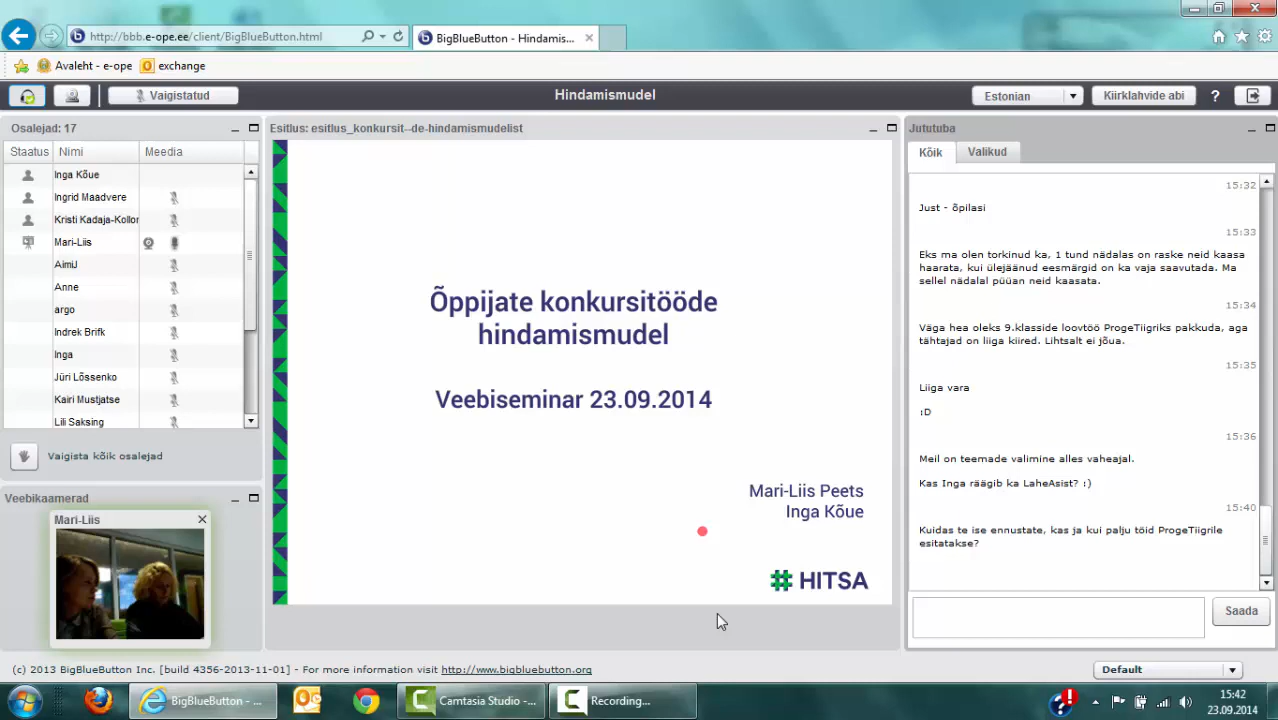 http://bbb.e-ope.ee/client/BigBlueButton.html
BigBlueButton - Hindamis...
Avaleht - e-ope
exchange
Vaigistatud
Hindamismudel
Estonian
Kiirklahvide abi
?
Osalejad: 17
Staatus Nimi Meedia
Inga Kõue
Ingrid Maadvere
Kristi Kadaja-Kollor
Mari-Liis
AimiJ
Anne
argo
Indrek Brifk
Inga
Jüri Lõssenko
Kairi Mustjatse
Lili Saksing
Vaigista kõik osalejad
Veebikaamerad
Mari-Liis
Esitlus: esitlus_konkursit--de-hindamismudelist
Õppijate konkursitööde
hindamismudel
Veebiseminar 23.09.2014
Mari-Liis Peets
Inga Kõue
HITSA
Jututuba
Kõik
Valikud
15:32
Just - õpilasi
15:33
Eks ma olen torkinud ka, 1 tund nädalas on raske neid kaasa
haarata, kui ülejäänud eesmärgid on ka vaja saavutada. Ma
sellel nädalal püüan neid kaasata.
15:34
Väga hea oleks 9.klasside loovtöö ProgeTiigriks pakkuda, aga
tähtajad on liiga kiired. Lihtsalt ei jõua.
15:35
Liiga vara
:D
15:36
Meil on teemade valimine alles vaheajal.
Kas Inga räägib ka LaheAsist? :)
15:40
Kuidas te ise ennustate, kas ja kui palju töid ProgeTiigrile
esitatakse?
Saada
(c) 2013 BigBlueButton Inc. [build 4356-2013-11-01] - For more information visit http://www.bigbluebutton.org
Default
BigBlueButton - ...
Camtasia Studio -...
Recording...
15:42
23.09.2014